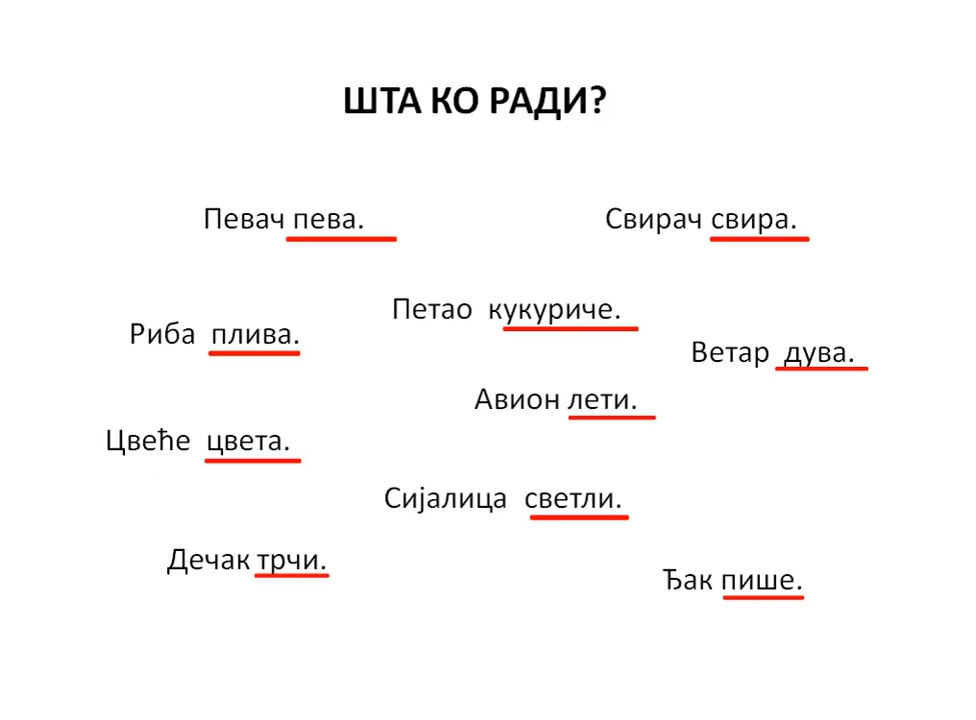 ШТА КО РАДИ?
Певач пева.
Свирач свира.
Петао кукуриче.
Риба плива.
Ветар дува.
Авион лети.
Цвеће цвета.
Сијалица светли.
Дечак трчи.
Ђак пише.